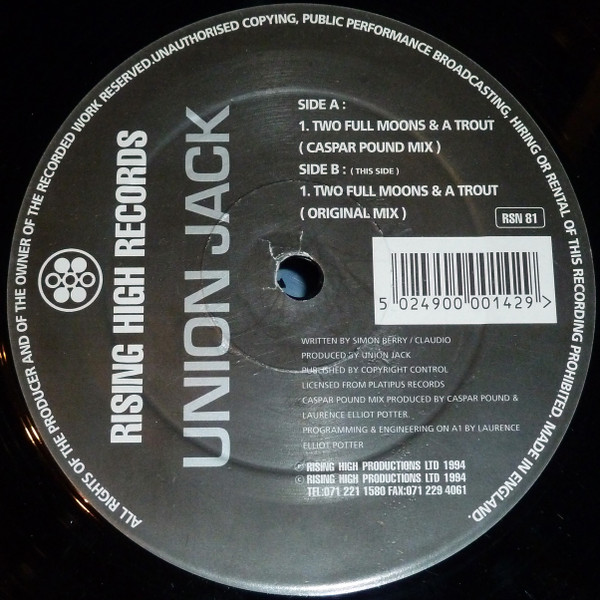 ALL RIGHTS OF THE PRODUCER AND OF THE OWNER OF THE RECORDED WORK RESERVED.UNAUTHORISED COPYING, PUBLIC PERFORMANCE BROADCASTING, HIRING OR RENTAL OF THIS RECORDING PROHIBITED. MADE IN ENGLAND.
RISING HIGH RECORDS
UNION JACK
SIDE A :
1. TWO FULL MOONS & A TROUT
( CASPAR POUND MIX )
SIDE B : ( THIS SIDE )
1. TWO FULL MOONS & A TROUT
( ORIGINAL MIX )
RSN 81
5 024900 001429 >
WRITTEN BY SIMON BERRY / CLAUDIO
PRODUCED BY UNION JACK
PUBLISHED BY COPYRIGHT CONTROL
LICENSED FROM PLATIPUS RECORDS
CASPAR POUND MIX PRODUCED BY CASPAR POUND &
LAURENCE ELLIOT POTTER.
PROGRAMMING & ENGINEERING ON A1 BY LAURENCE
ELLIOT POTTER
℗ RISING HIGH PRODUCTIONS LTD 1994
© RISING HIGH PRODUCTIONS LTD 1994
TEL:071 221 1580 FAX:071 229 4061